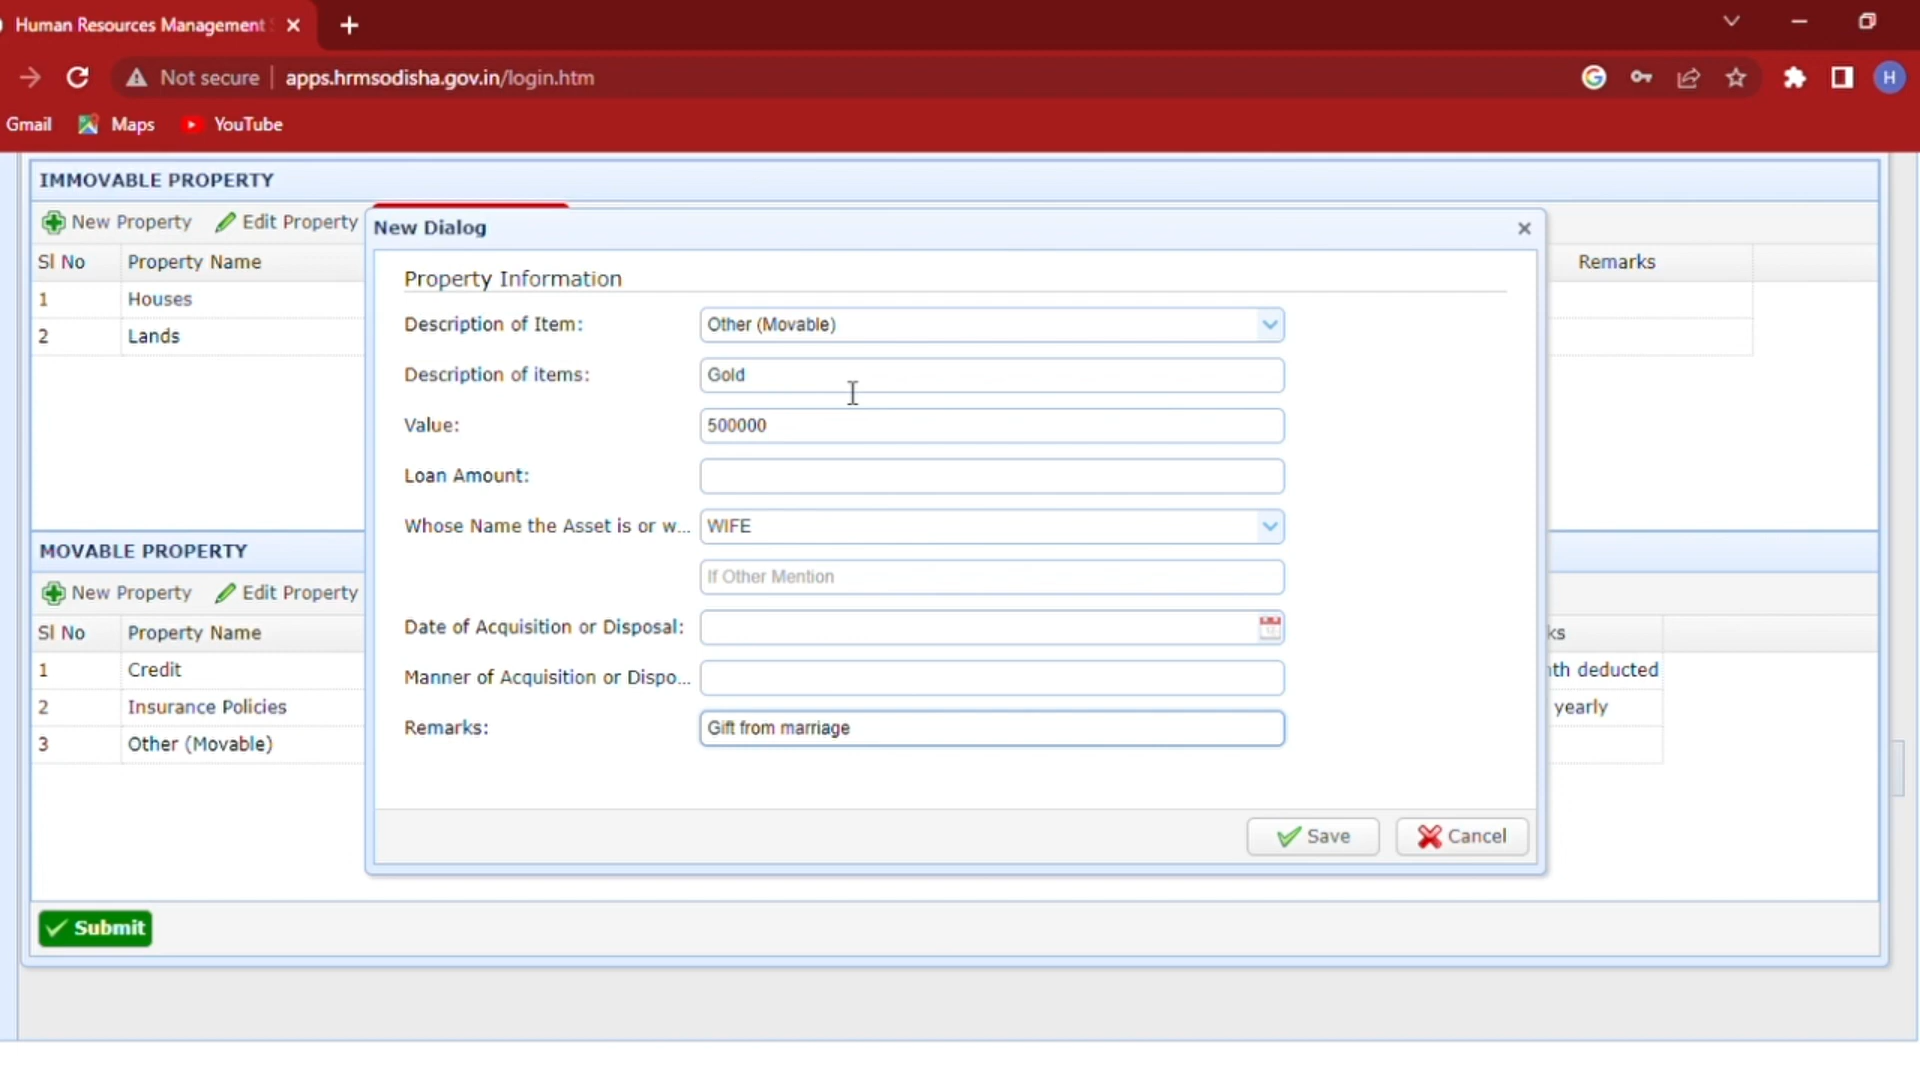 Human Resources Management
Not secure apps.hrmsodisha.gov.in/login.htm
H
Gmail Maps YouTube
IMMOVABLE PROPERTY
New Property Edit Property
Sl No Property Name Remarks
1 Houses
2 Lands
New Dialog
Property Information
Description of Item: Other (Movable)
Description of items: Gold
Value: 500000
Loan Amount:
Whose Name the Asset is or w... WIFE
If Other Mention
Date of Acquisition or Disposal:
Manner of Acquisition or Dispo...
Remarks: Gift from marriage
Save Cancel
MOVABLE PROPERTY
New Property Edit Property
Sl No Property Name ks
1 Credit nth deducted
2 Insurance Policies yearly
3 Other (Movable)
Submit